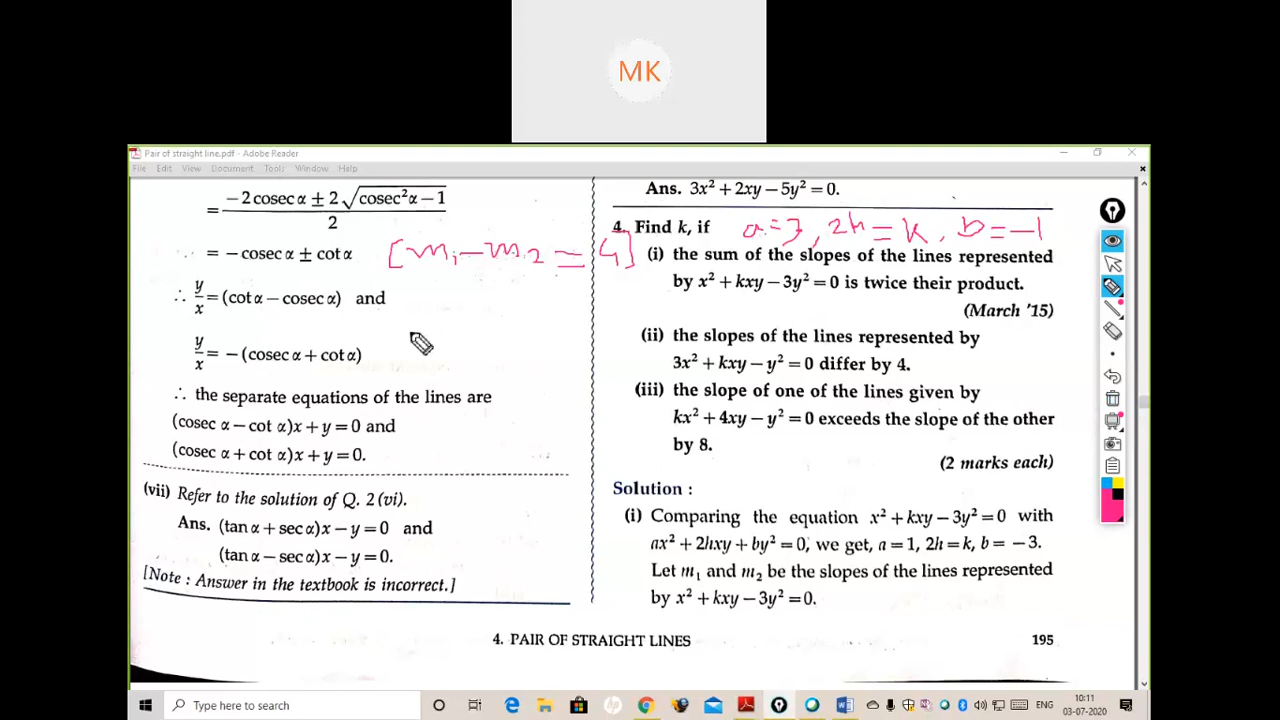 MK
Pair of straight line.pdf - Adobe Reader
File Edit View Document Tools Window Help
= −2 cosec α ± 2 √cosec²α − 1
2
= − cosec α ± cot α
[m₁ − m₂ = 4]
∴ y/x = (cot α − cosec α) and
y/x = − (cosec α + cot α)
∴ the separate equations of the lines are
(cosec α − cot α)x + y = 0 and
(cosec α + cot α)x + y = 0.
(vii) Refer to the solution of Q. 2 (vi).
Ans. (tan α + sec α)x − y = 0 and
(tan α − sec α)x − y = 0.
[Note : Answer in the textbook is incorrect.]
Ans. 3x² + 2xy − 5y² = 0.
4. Find k, if
a = 3, 2h = k, b = −1
(i) the sum of the slopes of the lines represented
by x² + kxy − 3y² = 0 is twice their product.
(March '15)
(ii) the slopes of the lines represented by
3x² + kxy − y² = 0 differ by 4.
(iii) the slope of one of the lines given by
kx² + 4xy − y² = 0 exceeds the slope of the other
by 8.
(2 marks each)
Solution :
(i) Comparing the equation x² + kxy − 3y² = 0 with
ax² + 2hxy + by² = 0, we get, a = 1, 2h = k, b = − 3.
Let m₁ and m₂ be the slopes of the lines represented
by x² + kxy − 3y² = 0.
4. PAIR OF STRAIGHT LINES 195
Type here to search
ENG
10:11
03-07-2020